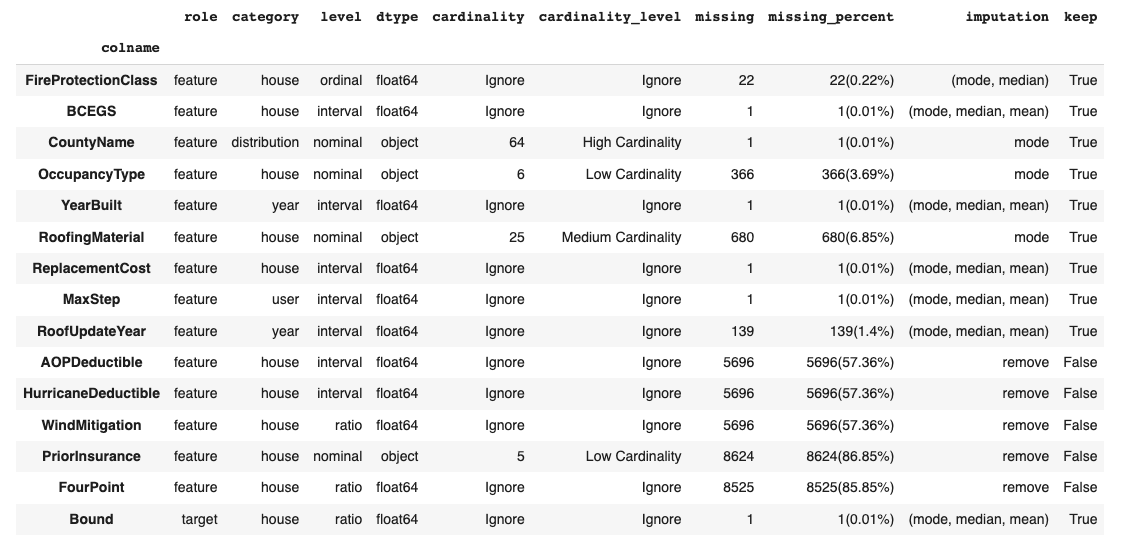 role category level dtype cardinality cardinality_level missing missing_percent imputation keep
colname
FireProtectionClass feature house ordinal float64 Ignore Ignore 22 22(0.22%) (mode, median) True
BCEGS feature house interval float64 Ignore Ignore 1 1(0.01%) (mode, median, mean) True
CountyName feature distribution nominal object 64 High Cardinality 1 1(0.01%) mode True
OccupancyType feature house nominal object 6 Low Cardinality 366 366(3.69%) mode True
YearBuilt feature year interval float64 Ignore Ignore 1 1(0.01%) (mode, median, mean) True
RoofingMaterial feature house nominal object 25 Medium Cardinality 680 680(6.85%) mode True
ReplacementCost feature house interval float64 Ignore Ignore 1 1(0.01%) (mode, median, mean) True
MaxStep feature user interval float64 Ignore Ignore 1 1(0.01%) (mode, median, mean) True
RoofUpdateYear feature year interval float64 Ignore Ignore 139 139(1.4%) (mode, median, mean) True
AOPDeductible feature house interval float64 Ignore Ignore 5696 5696(57.36%) remove False
HurricaneDeductible feature house interval float64 Ignore Ignore 5696 5696(57.36%) remove False
WindMitigation feature house ratio float64 Ignore Ignore 5696 5696(57.36%) remove False
PriorInsurance feature house nominal object 5 Low Cardinality 8624 8624(86.85%) remove False
FourPoint feature house ratio float64 Ignore Ignore 8525 8525(85.85%) remove False
Bound target house ratio float64 Ignore Ignore 1 1(0.01%) (mode, median, mean) True